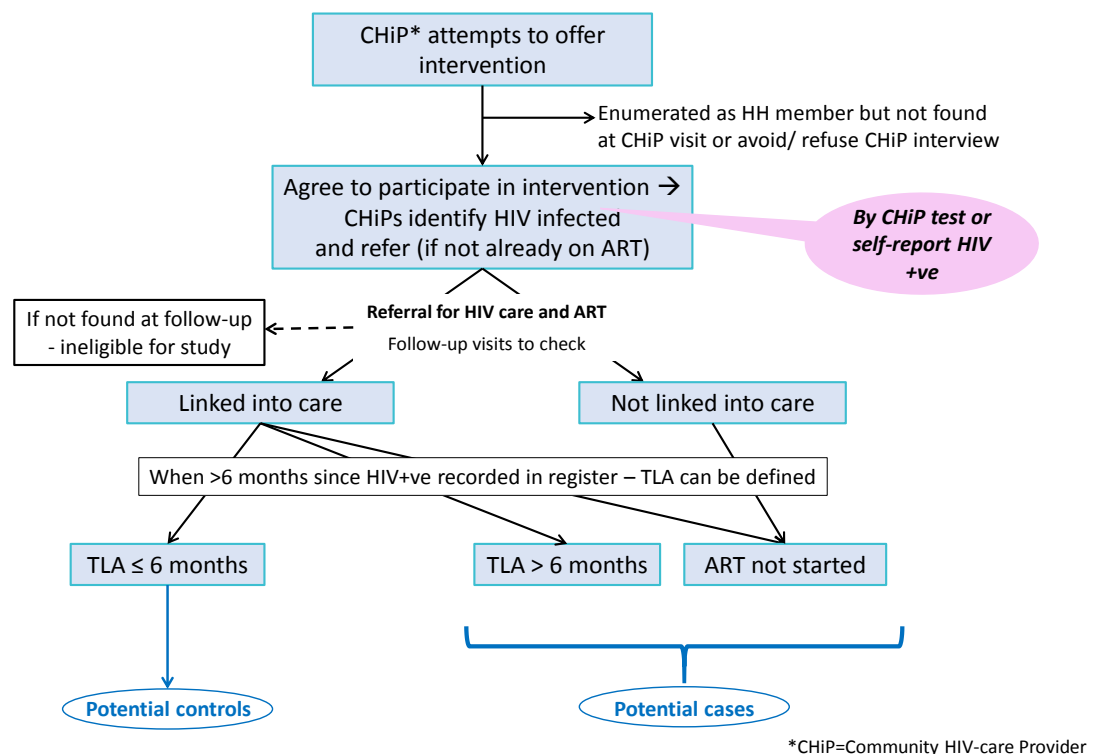 CHiP* attempts to offer
intervention
Enumerated as HH member but not found
at CHiP visit or avoid/ refuse CHiP interview
Agree to participate in intervention →
CHiPs identify HIV infected
and refer (if not already on ART)
By CHiP test or
self-report HIV
+ve
Referral for HIV care and ART
Follow-up visits to check
If not found at follow-up
- ineligible for study
Linked into care
Not linked into care
When >6 months since HIV+ve recorded in register – TLA can be defined
TLA ≤ 6 months
TLA > 6 months
ART not started
Potential controls
Potential cases
*CHiP=Community HIV-care Provider